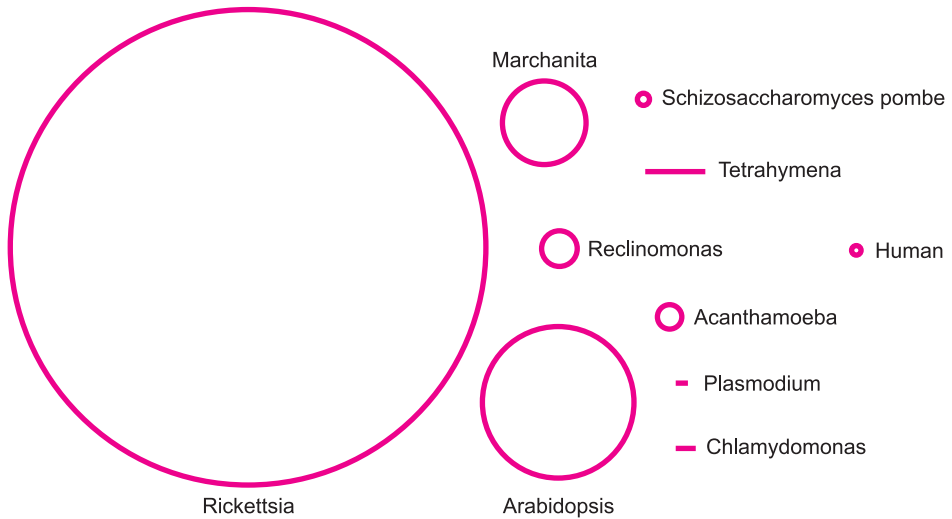 Marchanita
Schizosaccharomyces pombe
Tetrahymena
Reclinomonas
Human
Acanthamoeba
Plasmodium
Chlamydomonas
Rickettsia
Arabidopsis